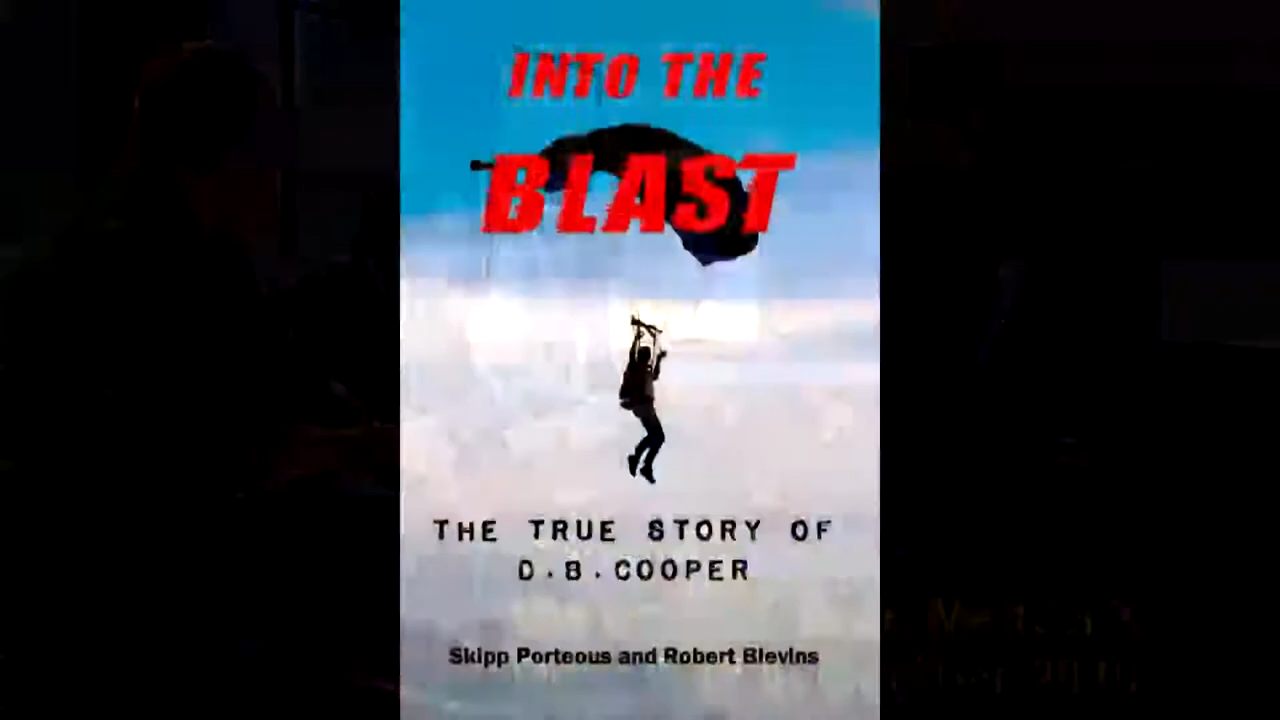 INTO THE
BLAST
THE TRUE STORY OF
D.B.COOPER
Skipp Porteous and Robert Blevins